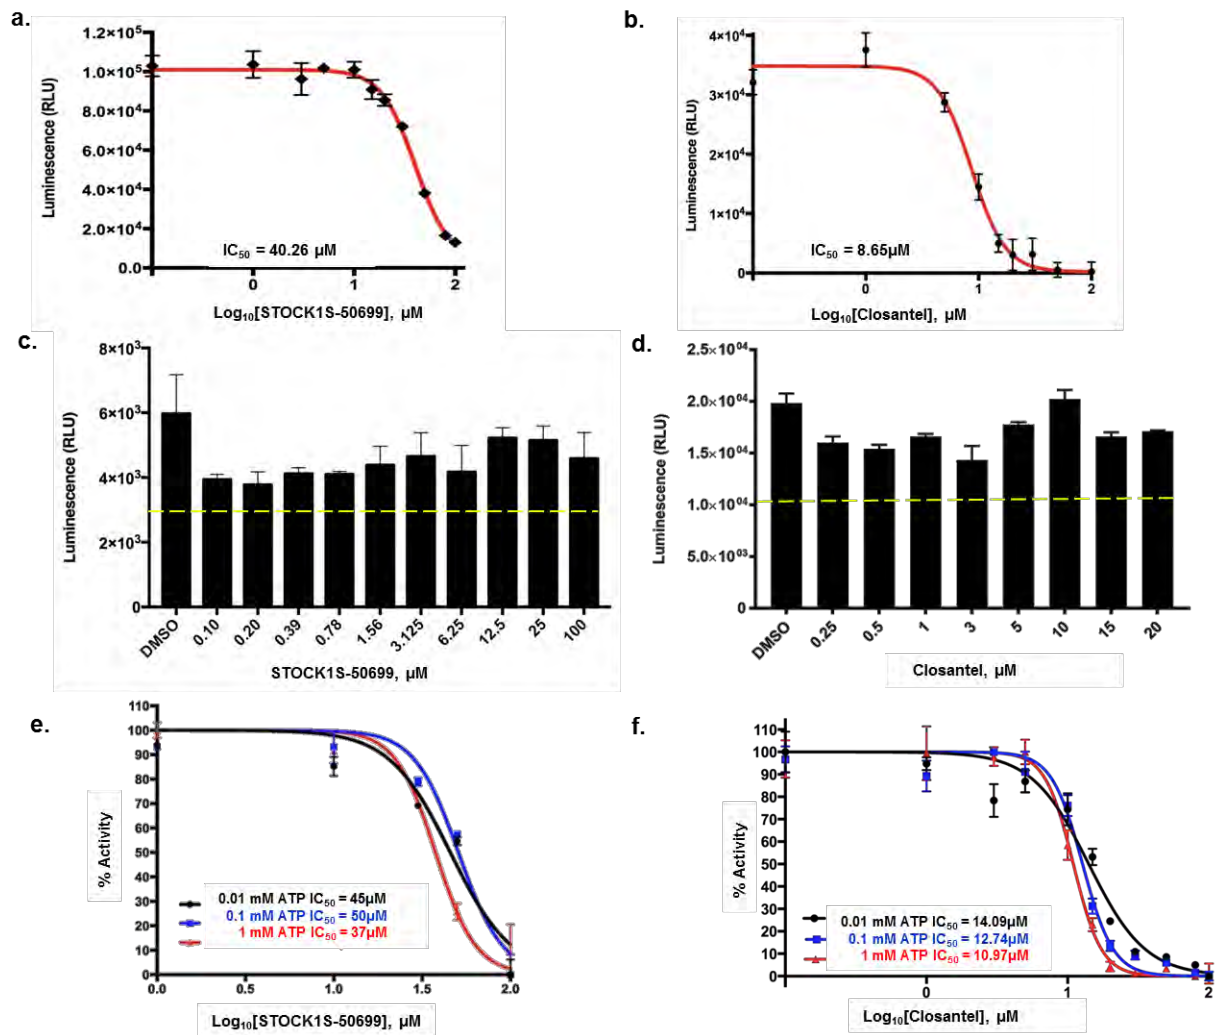 a.
1.2×10⁵
1.0×10⁵
8.0×10⁴
6.0×10⁴
4.0×10⁴
2.0×10⁴
0.0
Luminescence (RLU)
IC₅₀ = 40.26 µM
0 1 2
Log₁₀[STOCK1S-50699], µM
b.
4×10⁴
3×10⁴
2×10⁴
1×10⁴
0
Luminescence (RLU)
IC₅₀ = 8.65µM
0 1 2
Log₁₀[Closantel], µM
c.
8×10³
6×10³
4×10³
2×10³
0
Luminescence (RLU)
DMSO 0.10 0.20 0.39 0.78 1.56 3.125 6.25 12.5 25 100
STOCK1S-50699, µM
d.
2.5×10⁰⁴
2.0×10⁰⁴
1.5×10⁰⁴
1.0×10⁰⁴
5.0×10⁰³
0
Luminescence (RLU)
DMSO 0.25 0.5 1 3 5 10 15 20
Closantel, µM
e.
110
100
90
80
70
60
50
40
30
20
10
0
% Activity
0.01 mM ATP IC₅₀ = 45µM
0.1 mM ATP IC₅₀ = 50µM
1 mM ATP IC₅₀ = 37µM
0.0 0.5 1.0 1.5 2.0
Log₁₀[STOCK1S-50699], µM
f.
110
100
90
80
70
60
50
40
30
20
10
0
% Activity
0.01 mM ATP IC₅₀ = 14.09µM
0.1 mM ATP IC₅₀ = 12.74µM
1 mM ATP IC₅₀ = 10.97µM
0 1 2
Log₁₀[Closantel], µM